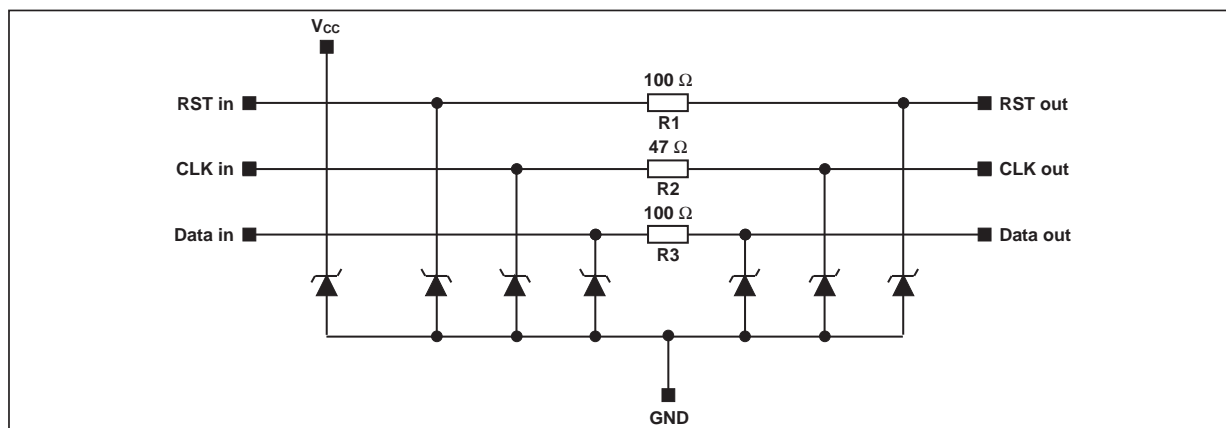 VCC
100 Ω
RST in
RST out
R1
47 Ω
CLK in
CLK out
R2
100 Ω
Data in
Data out
R3
GND